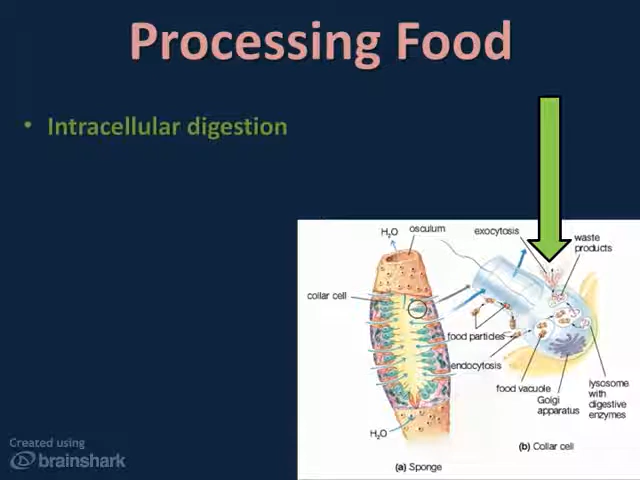 Processing Food
• Intracellular digestion
H₂O
osculum
exocytosis
waste
products
collar cell
food particles
endocytosis
food vacuole
Golgi
apparatus
lysosome
with
digestive
enzymes
H₂O
(b) Collar cell
(a) Sponge
Created using
brainshark